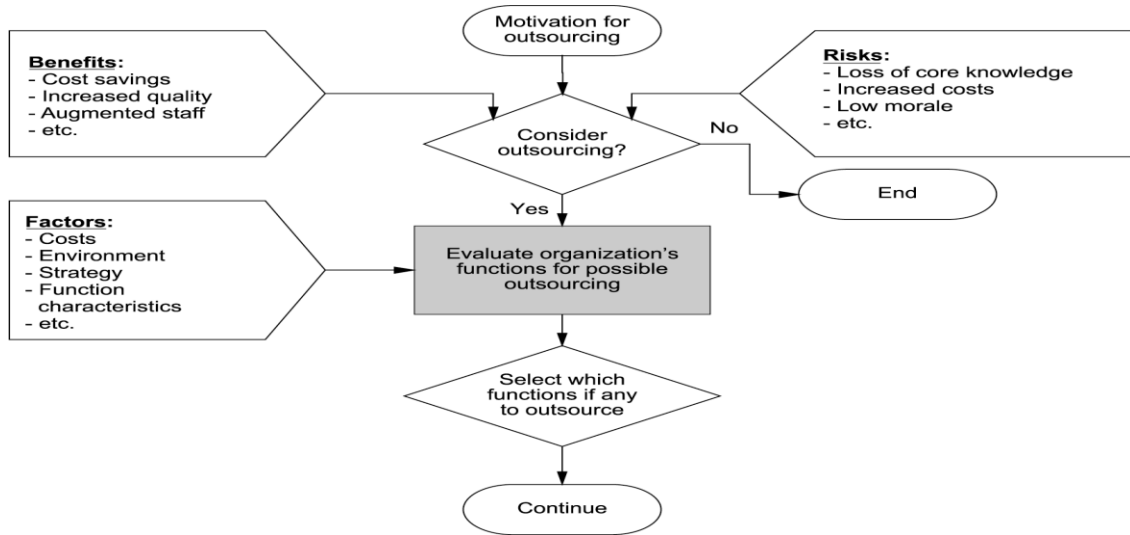 Motivation for
outsourcing
Benefits:
- Cost savings
- Increased quality
- Augmented staff
- etc.
Risks:
- Loss of core knowledge
- Increased costs
- Low morale
- etc.
Consider
outsourcing?
No
End
Yes
Factors:
- Costs
- Environment
- Strategy
- Function
characteristics
- etc.
Evaluate organization's
functions for possible
outsourcing
Select which
functions if any
to outsource
Continue